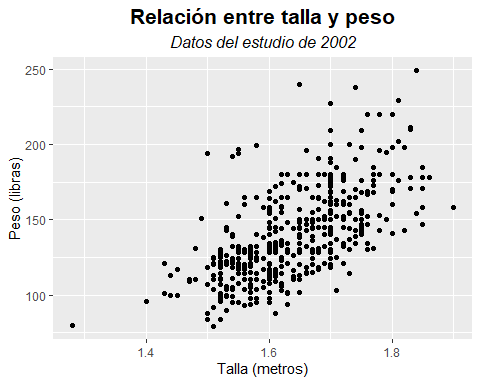 Relación entre talla y peso
Datos del estudio de 2002
250
200
150
100
Peso (libras)
1.4 1.6 1.8
Talla (metros)